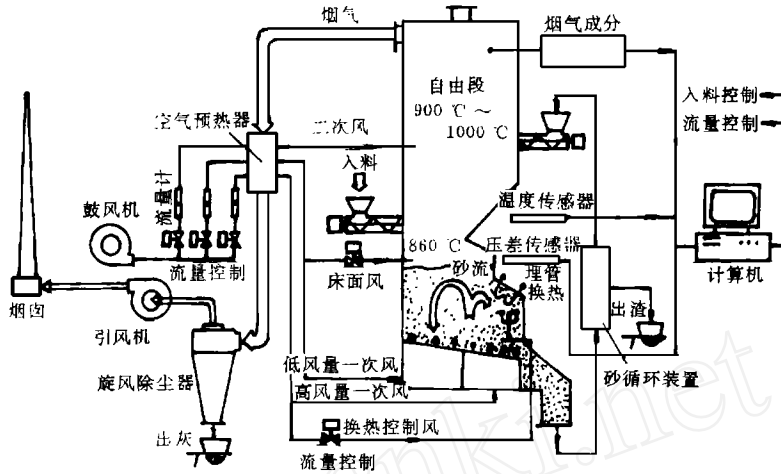 烟气
烟气成分
自由段
900 ℃ ~
1000 ℃
入料控制
流量控制
空气预热器
二次风
入料
流量计
鼓风机
温度传感器
860 ℃
压差传感器
砂流
埋管
换热
计算机
流量控制
床面风
烟囱
引风机
出渣
低风量一次风
砂循环装置
旋风除尘器
高风量一次风
换热控制风
出灰
流量控制
nki.net